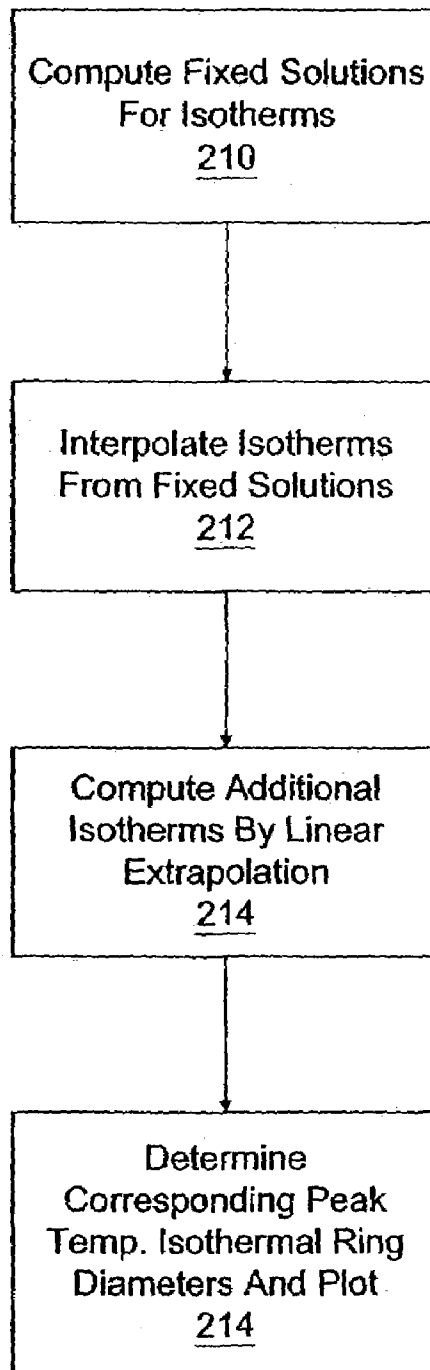 Compute Fixed Solutions
For Isotherms
210
Interpolate Isotherms
From Fixed Solutions
212
Compute Additional
Isotherms By Linear
Extrapolation
214
Determine
Corresponding Peak
Temp. Isothermal Ring
Diameters And Plot
214